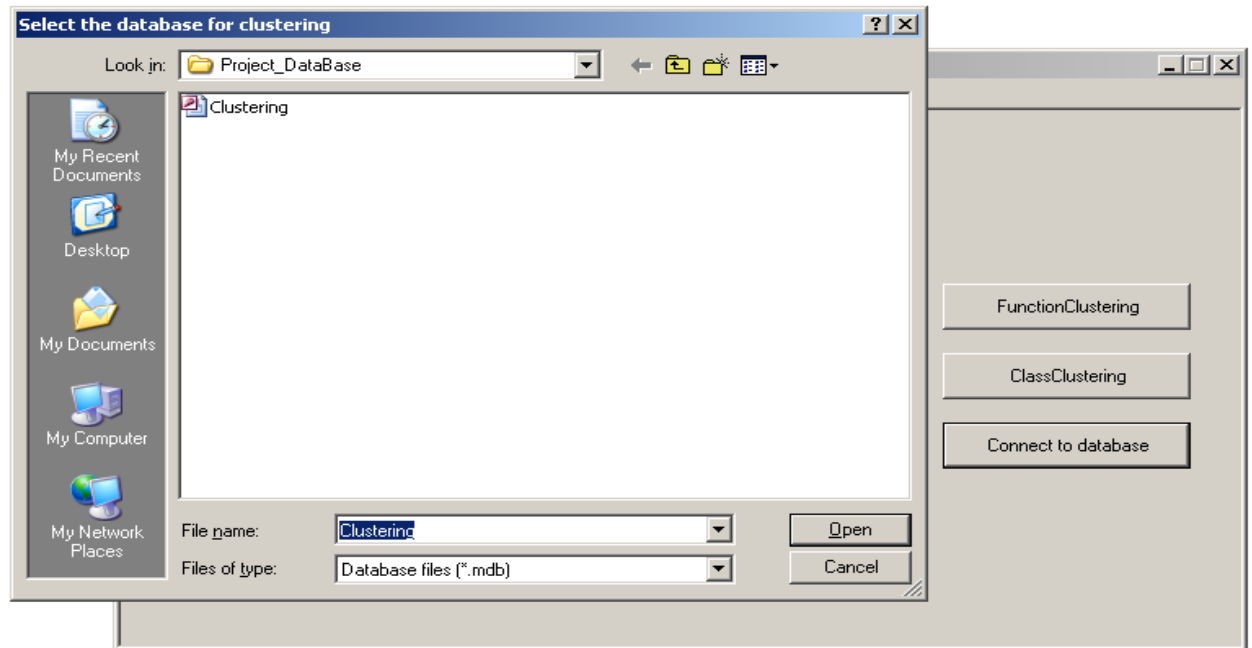 Select the database for clustering
Look in:
Project_DataBase
My Recent
Documents
Desktop
My Documents
My Computer
My Network
Places
Clustering
File name:
Clustering
Open
Files of type:
Database files (*.mdb)
Cancel
FunctionClustering
ClassClustering
Connect to database